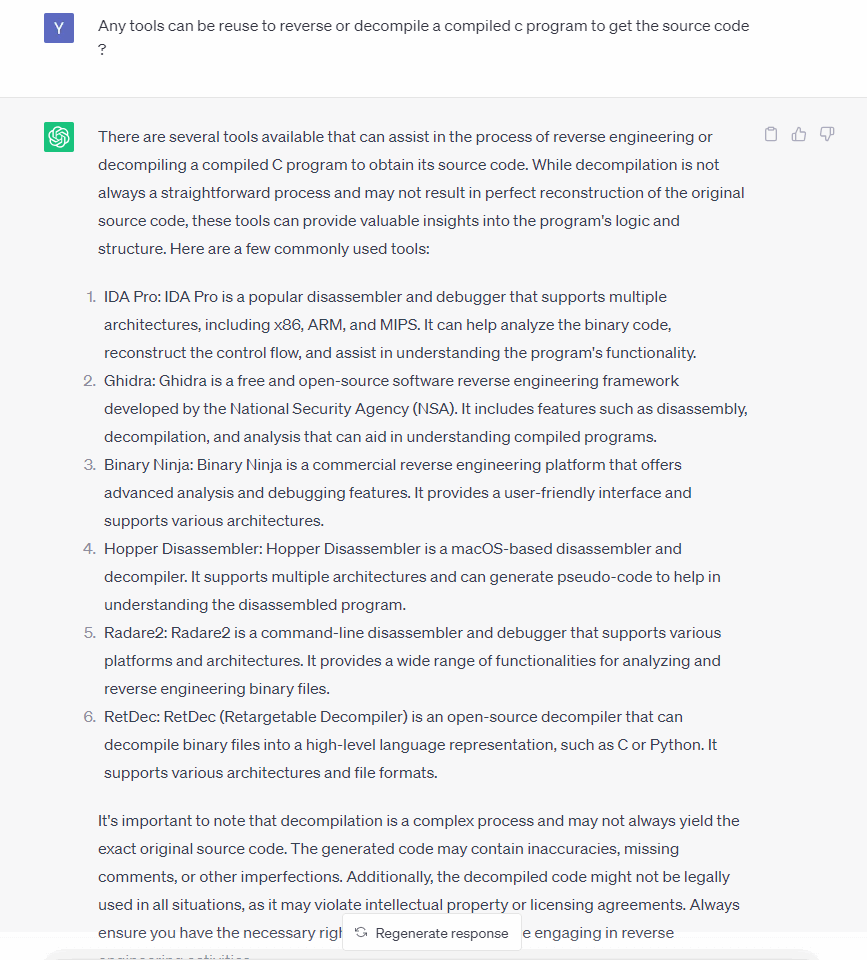 Y
Any tools can be reuse to reverse or decompile a compiled c program to get the source code
?
There are several tools available that can assist in the process of reverse engineering or
decompiling a compiled C program to obtain its source code. While decompilation is not
always a straightforward process and may not result in perfect reconstruction of the original
source code, these tools can provide valuable insights into the program's logic and
structure. Here are a few commonly used tools:
1. IDA Pro: IDA Pro is a popular disassembler and debugger that supports multiple
architectures, including x86, ARM, and MIPS. It can help analyze the binary code,
reconstruct the control flow, and assist in understanding the program's functionality.
2. Ghidra: Ghidra is a free and open-source software reverse engineering framework
developed by the National Security Agency (NSA). It includes features such as disassembly,
decompilation, and analysis that can aid in understanding compiled programs.
3. Binary Ninja: Binary Ninja is a commercial reverse engineering platform that offers
advanced analysis and debugging features. It provides a user-friendly interface and
supports various architectures.
4. Hopper Disassembler: Hopper Disassembler is a macOS-based disassembler and
decompiler. It supports multiple architectures and can generate pseudo-code to help in
understanding the disassembled program.
5. Radare2: Radare2 is a command-line disassembler and debugger that supports various
platforms and architectures. It provides a wide range of functionalities for analyzing and
reverse engineering binary files.
6. RetDec: RetDec (Retargetable Decompiler) is an open-source decompiler that can
decompile binary files into a high-level language representation, such as C or Python. It
supports various architectures and file formats.
It's important to note that decompilation is a complex process and may not always yield the
exact original source code. The generated code may contain inaccuracies, missing
comments, or other imperfections. Additionally, the decompiled code might not be legally
used in all situations, as it may violate intellectual property or licensing agreements. Always
ensure you have the necessary engaging in reverse
Regenerate response